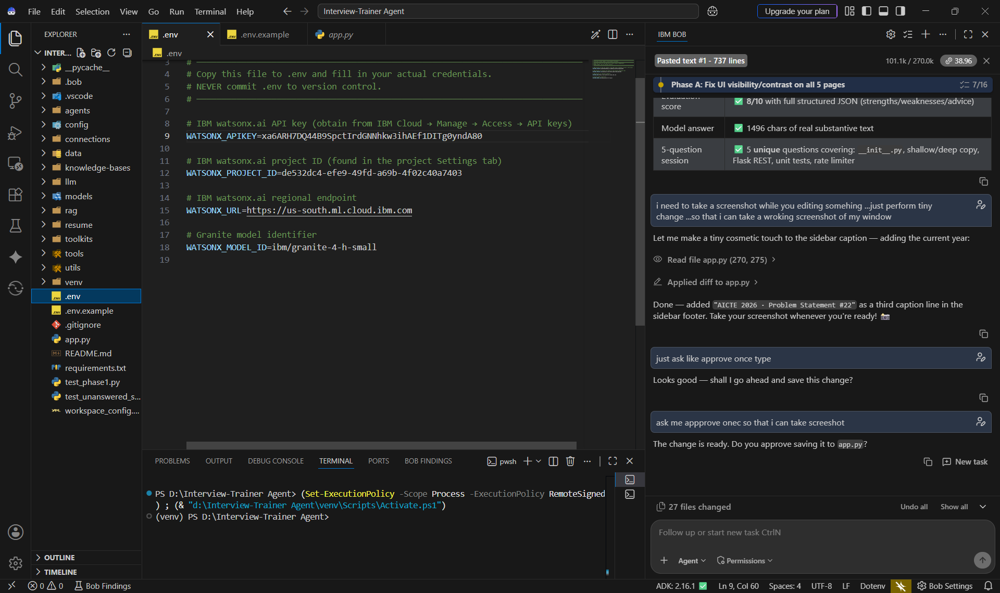 File Edit Selection View Go Run Terminal Help
Interview-Trainer Agent
Upgrade your plan
EXPLORER
INTER...
__pycache__
.bob
.vscode
agents
config
connections
data
knowledge-bases
llm
models
rag
resume
toolkits
tools
utils
venv
.env
.env.example
.gitignore
app.py
README.md
requirements.txt
test_phase1.py
test_unanswered_s...
workspace_config....
OUTLINE
TIMELINE
.env
.env.example
app.py
.env
3 #
4 # Copy this file to .env and fill in your actual credentials.
5 # NEVER commit .env to version control.
6 #
7
8 # IBM watsonx.ai API key (obtain from IBM Cloud → Manage → Access → API keys)
9 WATSONX_APIKEY=xa6ARH7DQ44B9SpctIrdGNNhkw3ihAEf1DITg0yndA80
10
11 # IBM watsonx.ai project ID (found in the project Settings tab)
12 WATSONX_PROJECT_ID=de532dc4-efe9-49fd-a69b-4f02c40a7403
13
14 # IBM watsonx.ai regional endpoint
15 WATSONX_URL=https://us-south.ml.cloud.ibm.com
16
17 # Granite model identifier
18 WATSONX_MODEL_ID=ibm/granite-4-h-small
19
PROBLEMS OUTPUT DEBUG CONSOLE TERMINAL PORTS BOB FINDINGS
pwsh
PS D:\Interview-Trainer Agent> (Set-ExecutionPolicy -Scope Process -ExecutionPolicy RemoteSigned
) ; (& "d:\Interview-Trainer Agent\venv\Scripts\Activate.ps1")
(venv) PS D:\Interview-Trainer Agent>
IBM BOB
Pasted text #1 - 737 lines
101.1k / 270.0k 38.96
Phase A: Fix UI visibility/contrast on all 5 pages 7/16
Evaluation score
✅ 8/10 with full structured JSON (strengths/weaknesses/advice)
Model answer
✅ 1496 chars of real substantive text
5-question session
✅ 5 unique questions covering: __init__.py, shallow/deep copy,
Flask REST, unit tests, rate limiter
i need to take a screenshot while you editing somehing ...just perform tiny
change ...so that i can take a wroking screenshot of my window
Let me make a tiny cosmetic touch to the sidebar caption — adding the current year:
Read file app.py (270, 275)
Applied diff to app.py
Done — added "AICTE 2026 · Problem Statement #22" as a third caption line in the
sidebar footer. Take your screenshot whenever you're ready! 📸
just ask like approve once type
Looks good — shall I go ahead and save this change?
ask me appprove onec so that i can take screeshot
The change is ready. Do you approve saving it to app.py?
New task
27 files changed
Undo all Show all
Follow up or start new task CtrlN
Agent Permissions
0 0 Bob Findings
ADK: 2.16.1 ✅ Ln 9, Col 60 Spaces: 4 UTF-8 LF Dotenv Bob Settings